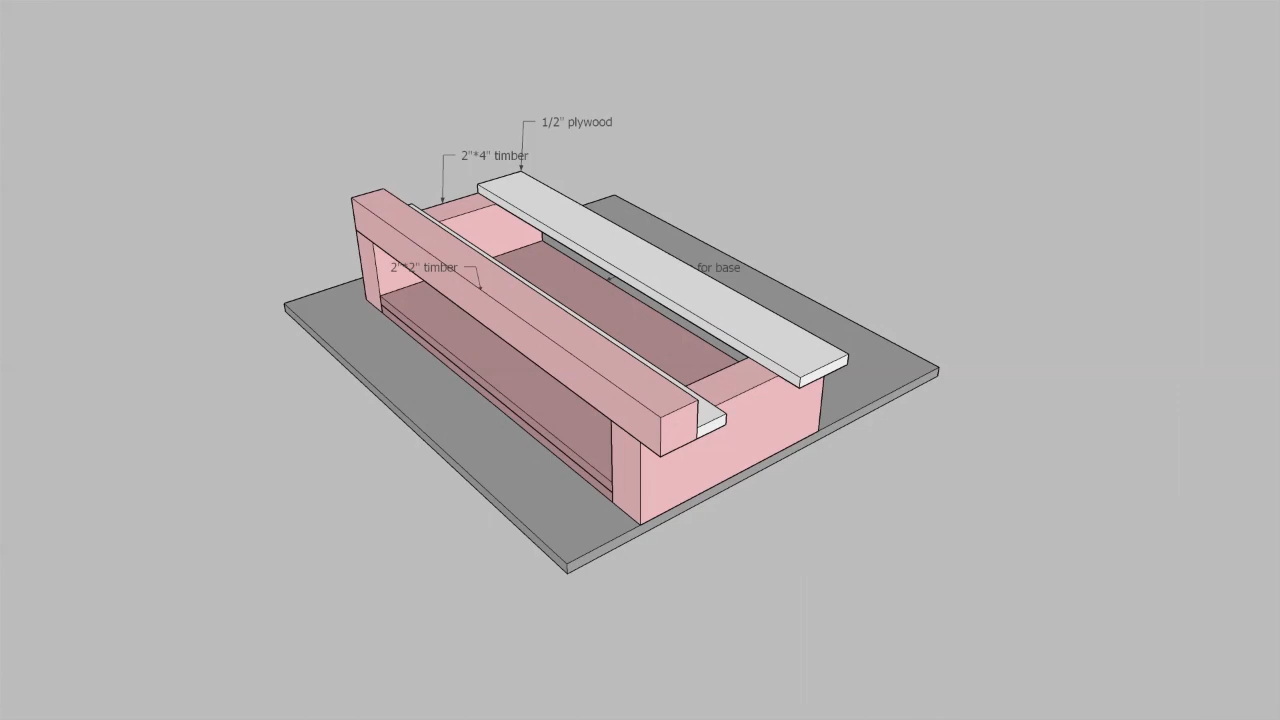 1/2" plywood
2"*4" timber
2"*2" timber
for base